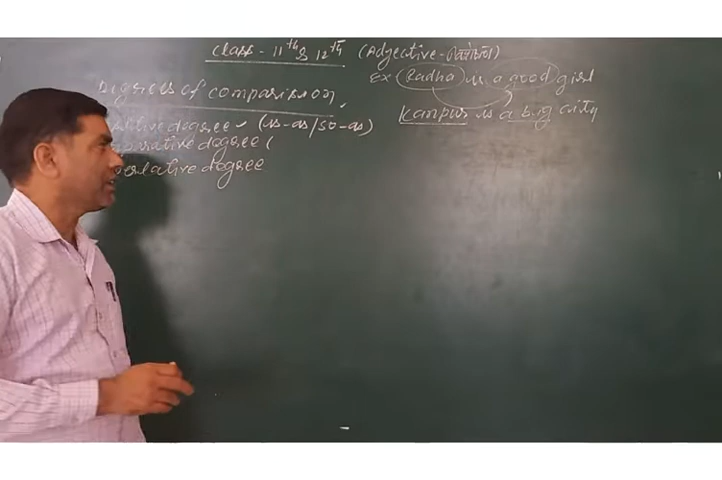 Class - 11th & 12th (Adjective - विशेषण)
Ex Radha is a good girl
Degrees of comparision,
Kanpur is a big city
degree - (as-as/so-as)
degree (
degree